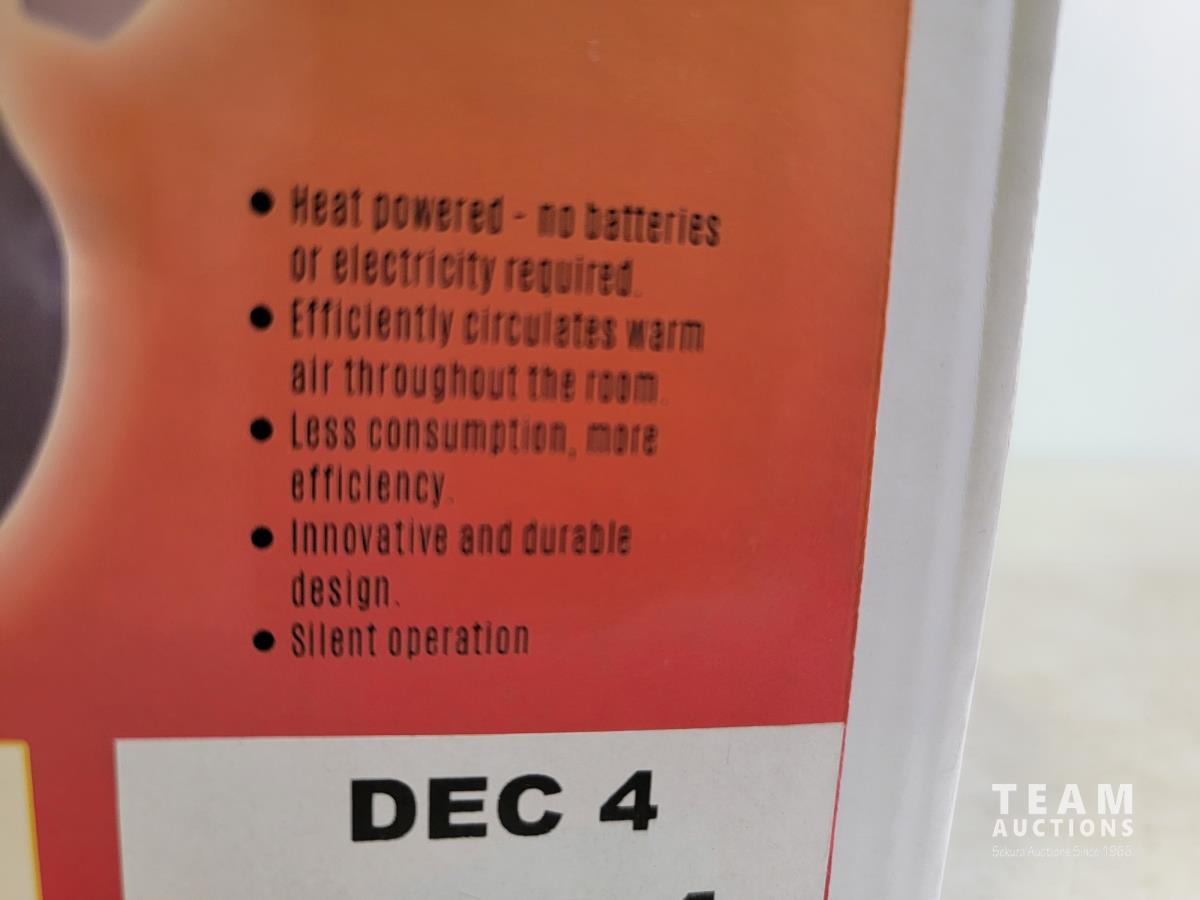 ● Heat powered - no batteries
or electricity required.
● Efficiently circulates warm
air throughout the room.
● Less consumption, more
efficiency.
● Innovative and durable
design.
● Silent operation
DEC 4
TEAM
AUCTIONS
Sekura Auctions Since 1966